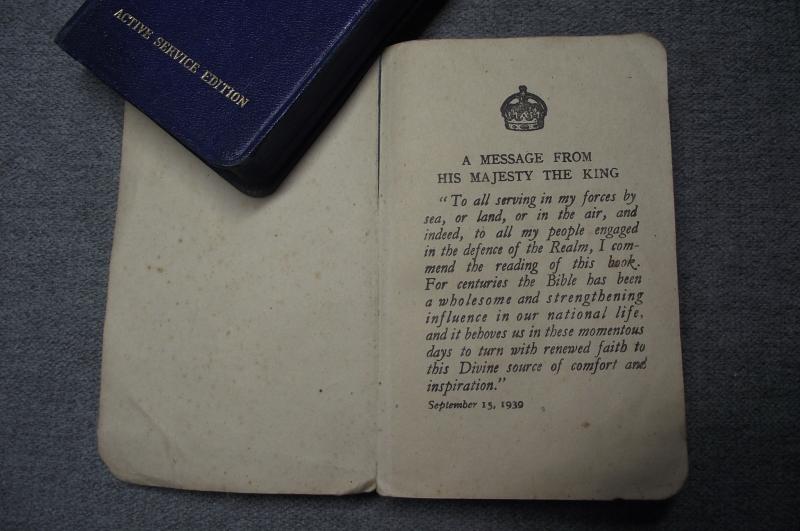 ACTIVE SERVICE EDITION
A MESSAGE FROM
HIS MAJESTY THE KING
“To all serving in my forces by
sea, or land, or in the air, and
indeed, to all my people engaged
in the defence of the Realm, I com-
mend the reading of this book.
For centuries the Bible has been
a wholesome and strengthening
influence in our national life,
and it behoves us in these momentous
days to turn with renewed faith to
this Divine source of comfort and
inspiration.”
September 15, 1939